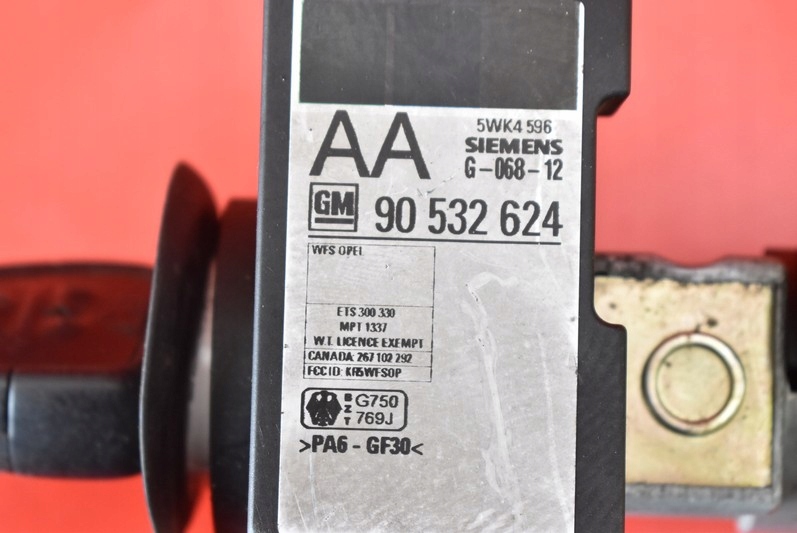 AA
5WK4 596
SIEMENS
G-068-12
GM
90 532 624
WFS OPEL
ETS 300 330
MPT 1337
W.T. LICENCE EXEMPT
CANADA: 267 102 292
FCC ID: KR5WFSOP
BZT
G750
769J
>PA6 - GF30<